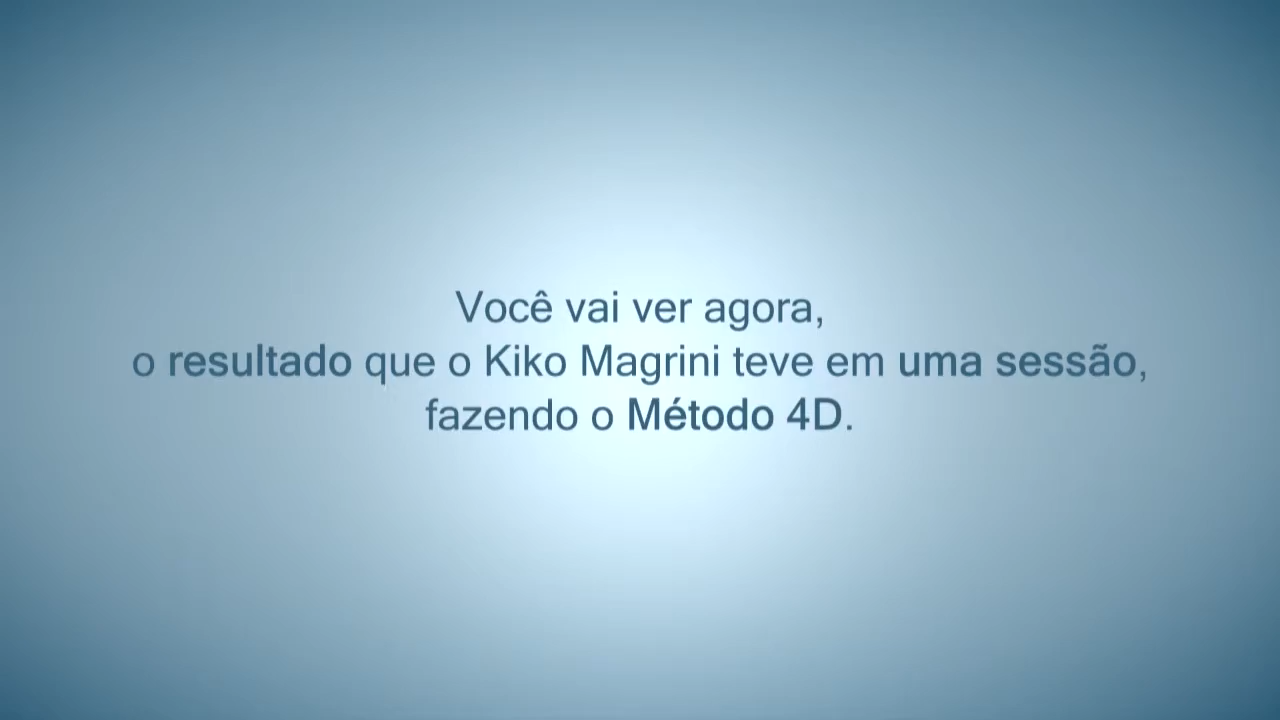 Você vai ver agora,
o resultado que o Kiko Magrini teve em uma sessão,
fazendo o Método 4D.